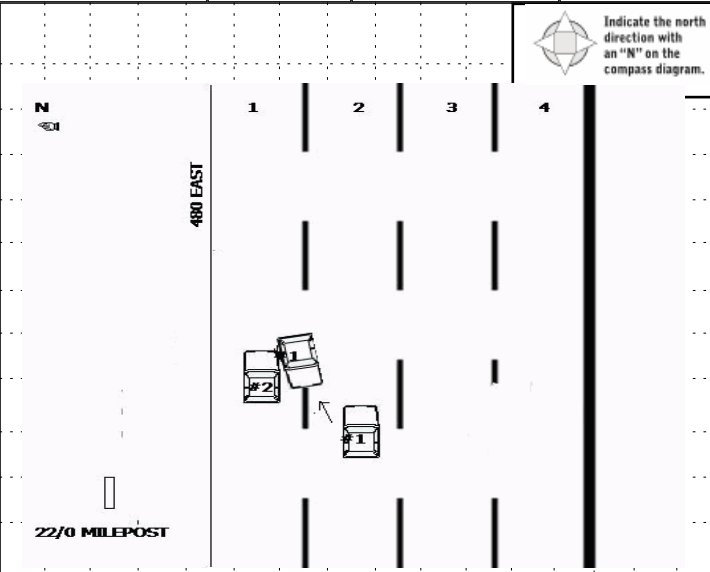 Indicate the north
direction with
an "N" on the
compass diagram.
N
1 2 3 4
480 EAST
#1
#2
#1
22/0 MILEPOST